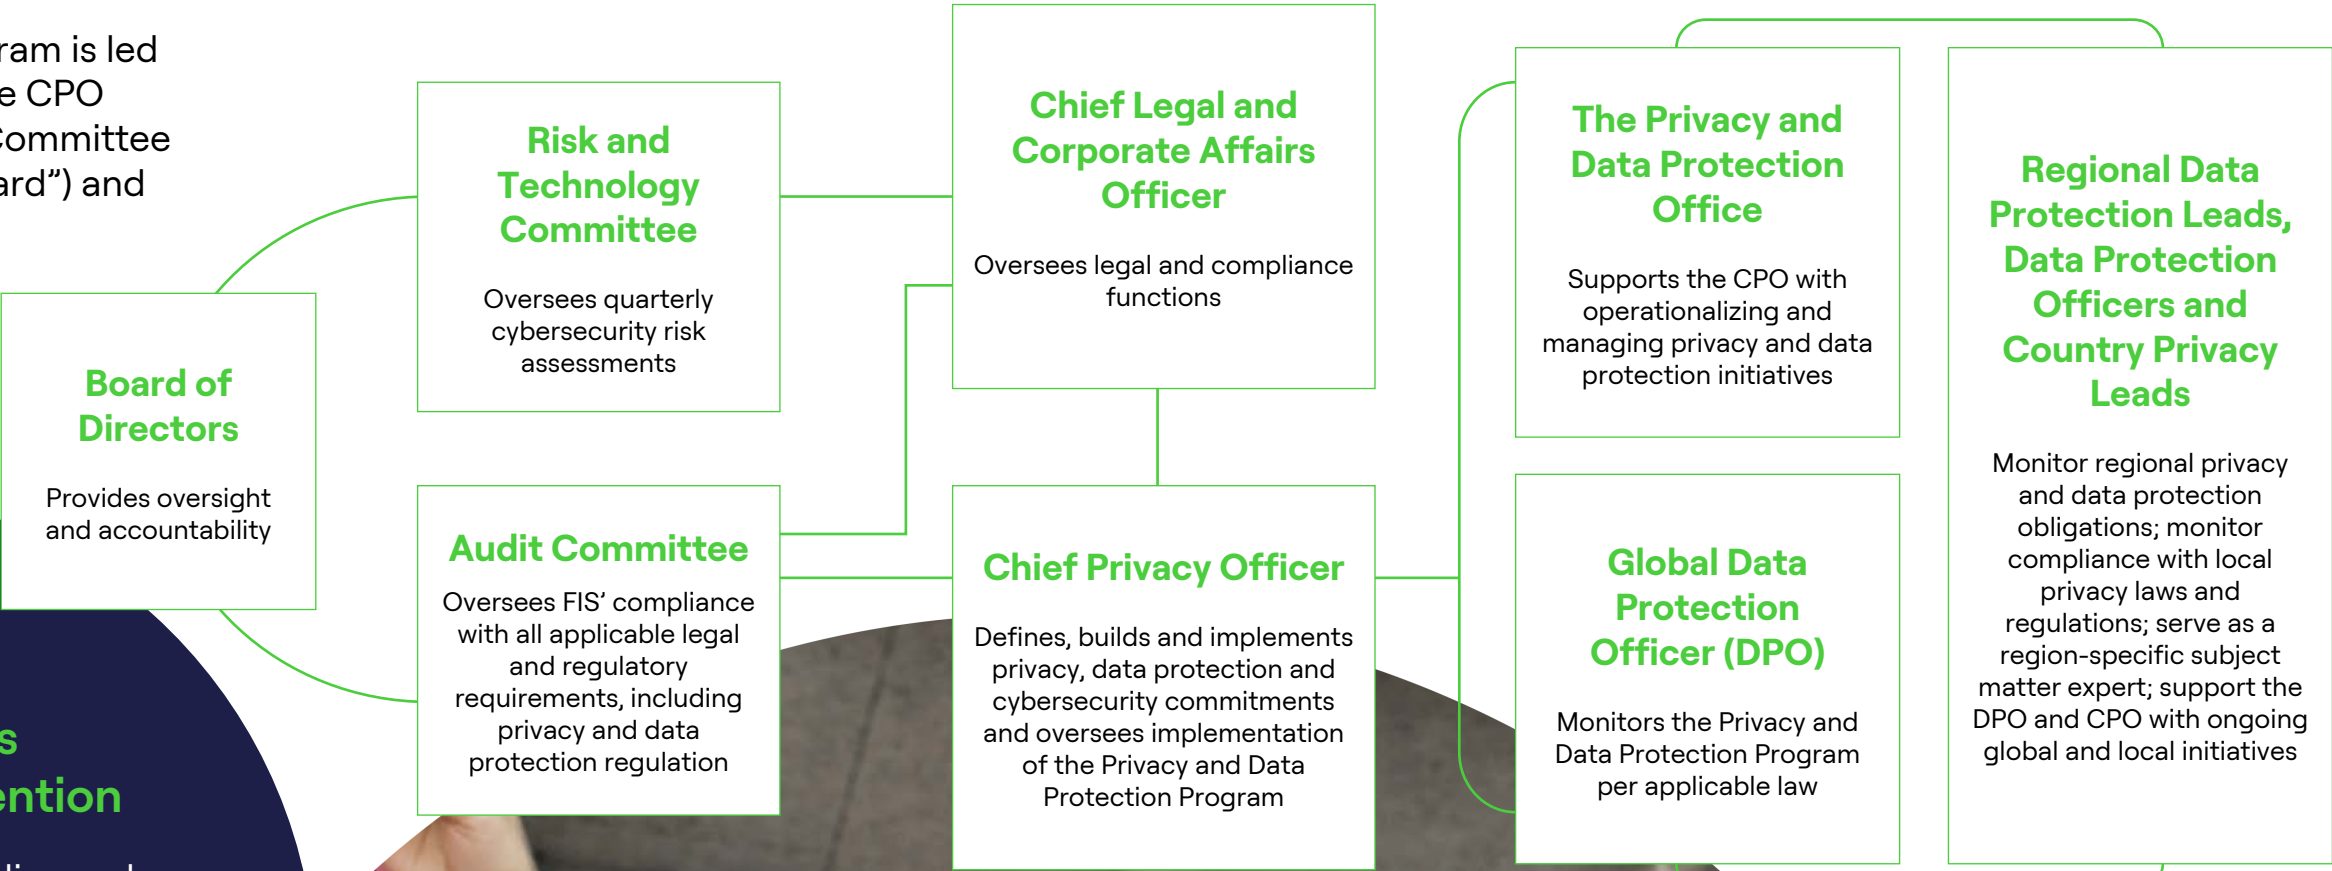 is led
CPO
Committee
and
Board of
Directors
Provides oversight
and accountability
Risk and
Technology
Committee
Oversees quarterly
cybersecurity risk
assessments
Audit Committee
Oversees FIS’ compliance
with all applicable legal
and regulatory
requirements, including
privacy and data
protection regulation
Chief Legal and
Corporate Affairs
Officer
Oversees legal and compliance
functions
Chief Privacy Officer
Defines, builds and implements
privacy, data protection and
cybersecurity commitments
and oversees implementation
of the Privacy and Data
Protection Program
The Privacy and
Data Protection
Office
Supports the CPO with
operationalizing and
managing privacy and data
protection initiatives
Global Data
Protection
Officer (DPO)
Monitors the Privacy and
Data Protection Program
per applicable law
Regional Data
Protection Leads,
Data Protection
Officers and
Country Privacy
Leads
Monitor regional privacy
and data protection
obligations; monitor
compliance with local
privacy laws and
regulations; serve as a
region-specific subject
matter expert; support the
DPO and CPO with ongoing
global and local initiatives